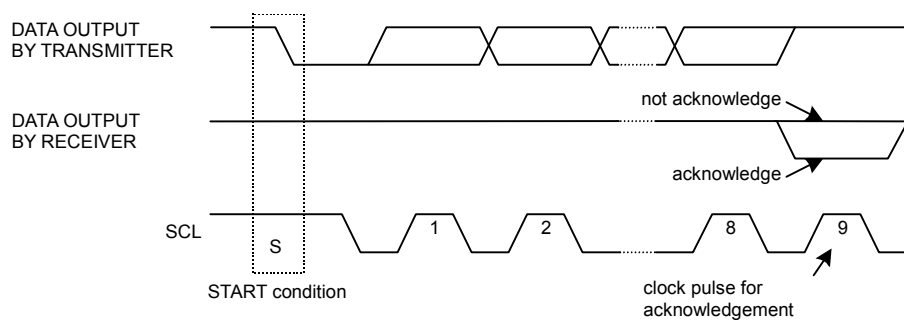 DATA OUTPUT
BY TRANSMITTER
not acknowledge
DATA OUTPUT
BY RECEIVER
acknowledge
SCL
S
1
2
8
9
START condition
clock pulse for
acknowledgement